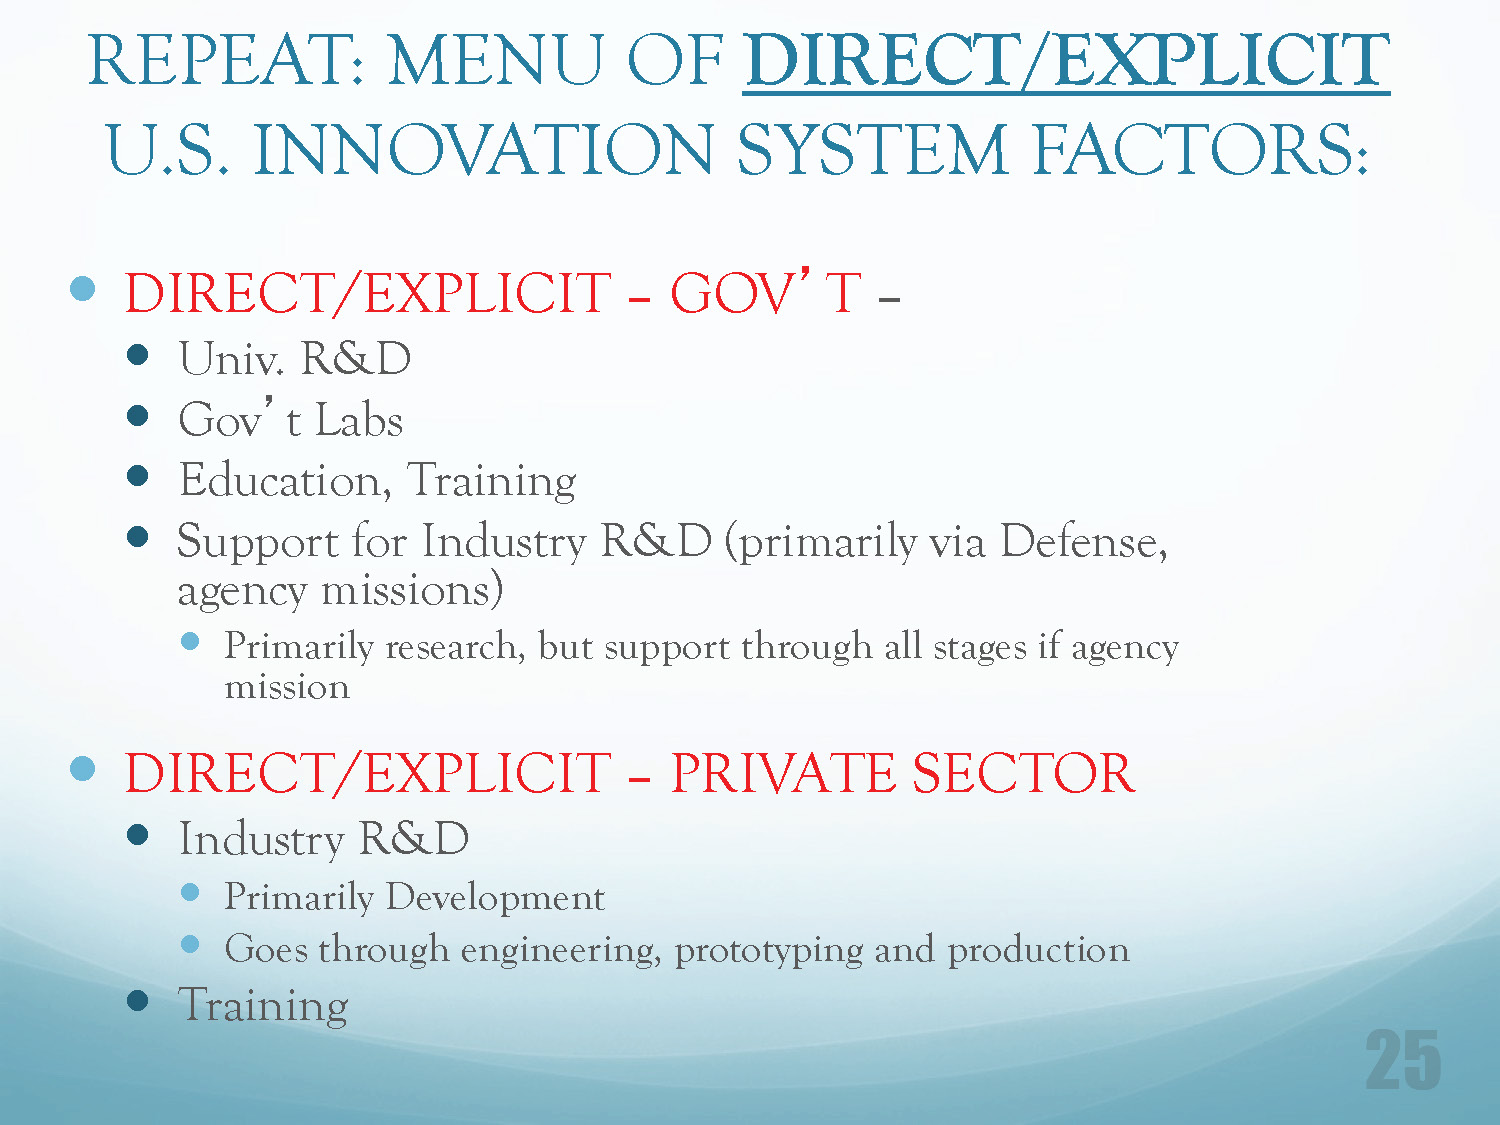 REPEAT: MENU OF DIRECT/EXPLICIT
U.S. INNOVATION SYSTEM FACTORS:
● DIRECT/EXPLICIT – GOV’T –
● Univ. R&D
● Gov’t Labs
● Education, Training
● Support for Industry R&D (primarily via Defense,
agency missions)
● Primarily research, but support through all stages if agency
mission
● DIRECT/EXPLICIT – PRIVATE SECTOR
● Industry R&D
● Primarily Development
● Goes through engineering, prototyping and production
● Training
25